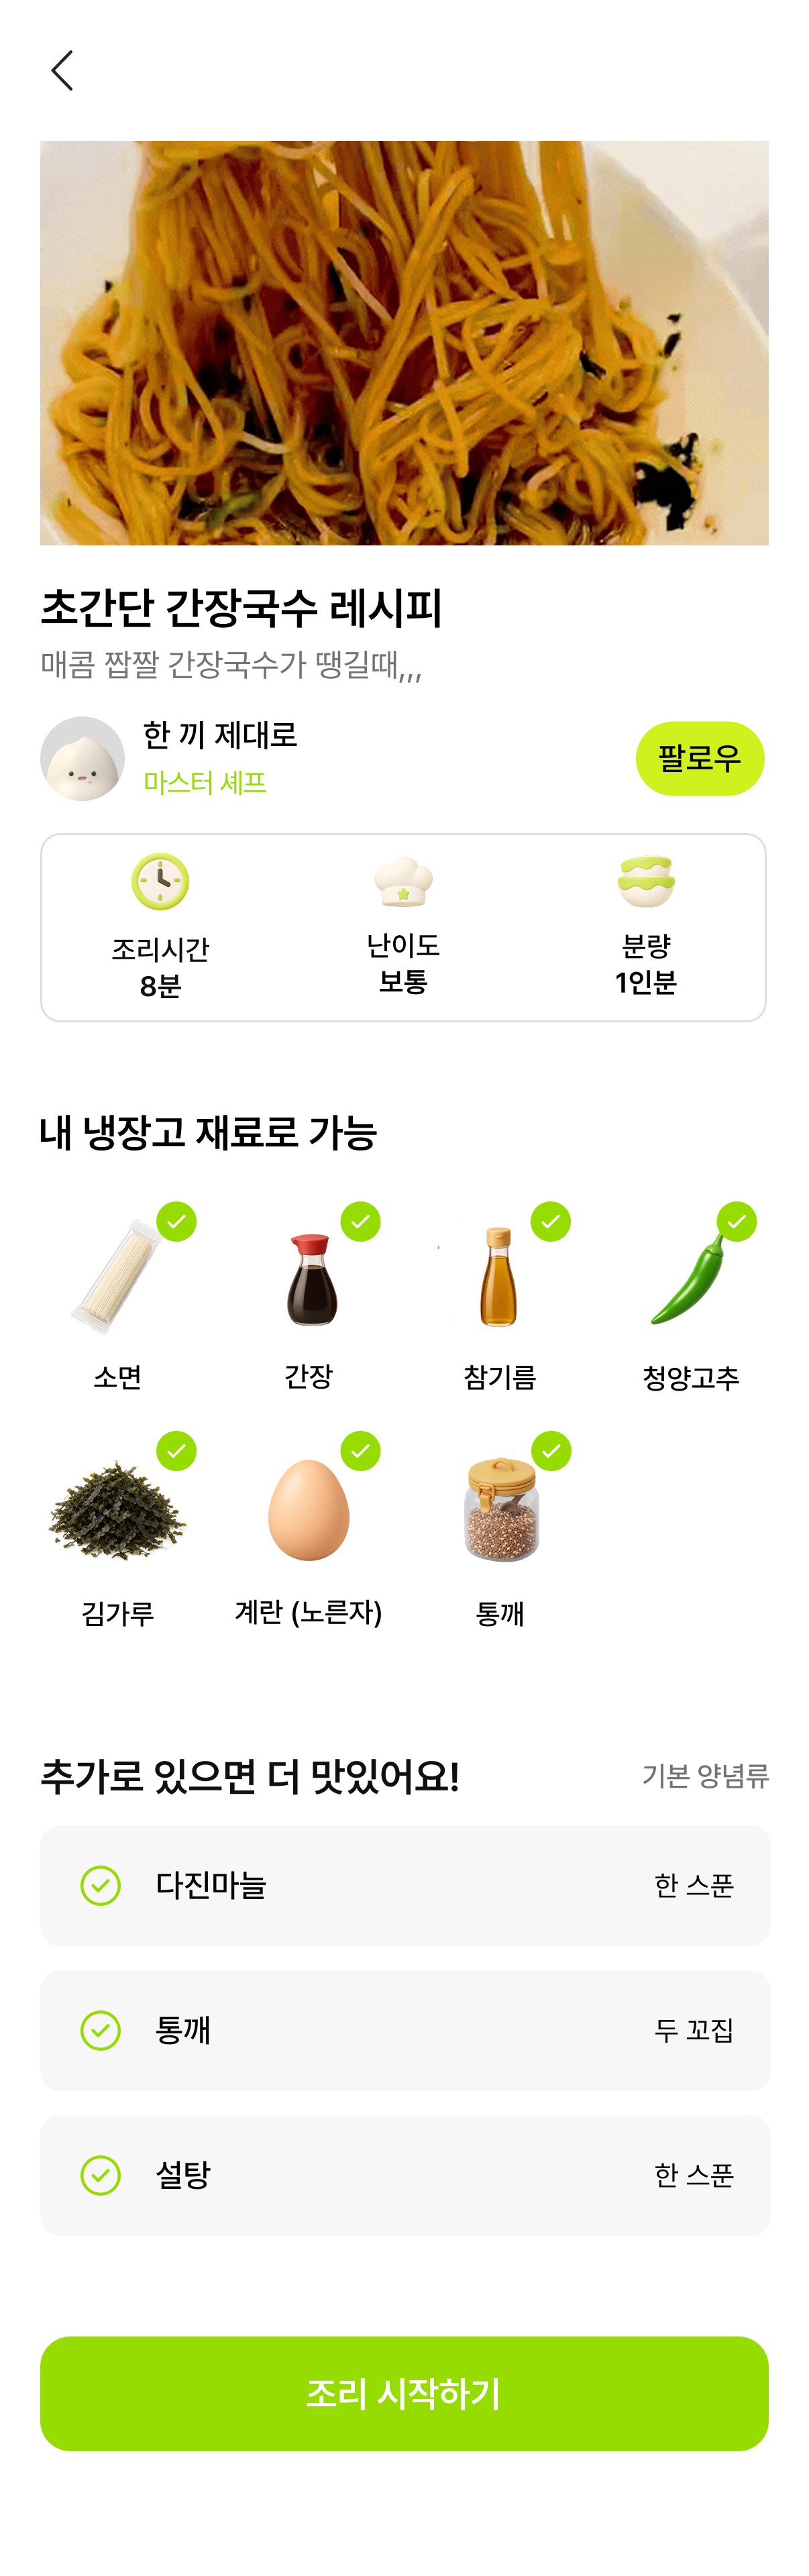 초간단 간장국수 레시피
매콤 짭짤 간장국수가 땡길때,,,
한 끼 제대로
마스터 셰프
팔로우
조리시간 난이도 분량
8분 보통 1인분
내 냉장고 재료로 가능
소면 간장 참기름 청양고추
김가루 계란 (노른자) 통깨
추가로 있으면 더 맛있어요! 기본 양념류
다진마늘 한 스푼
통깨 두 꼬집
설탕 한 스푼
조리 시작하기